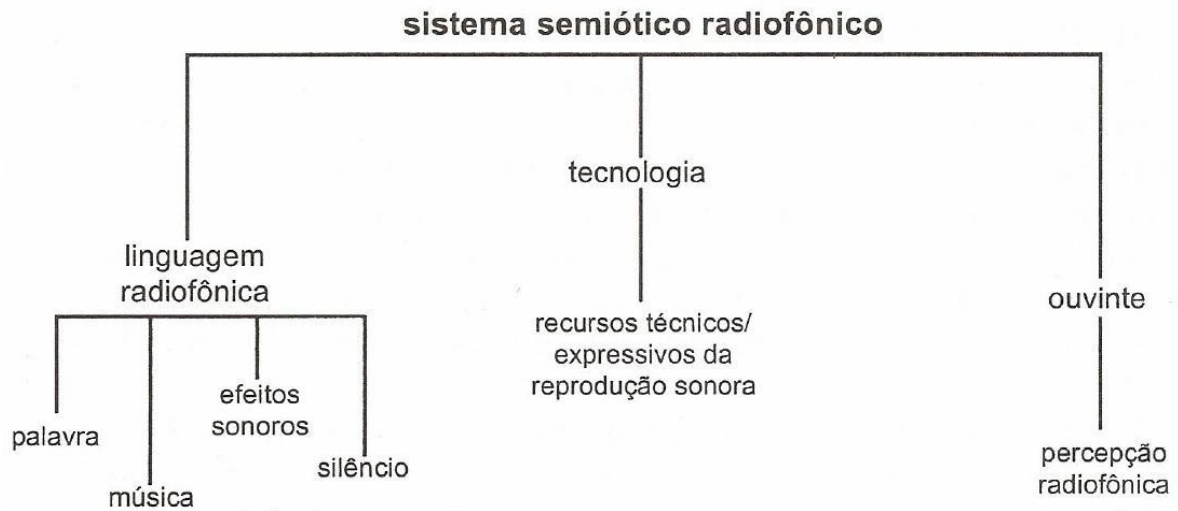 sistema semiótico radiofônico
tecnologia
linguagem
radiofônica
ouvinte
recursos técnicos/
expressivos da
reprodução sonora
palavra
música
efeitos
sonoros
silêncio
percepção
radiofônica